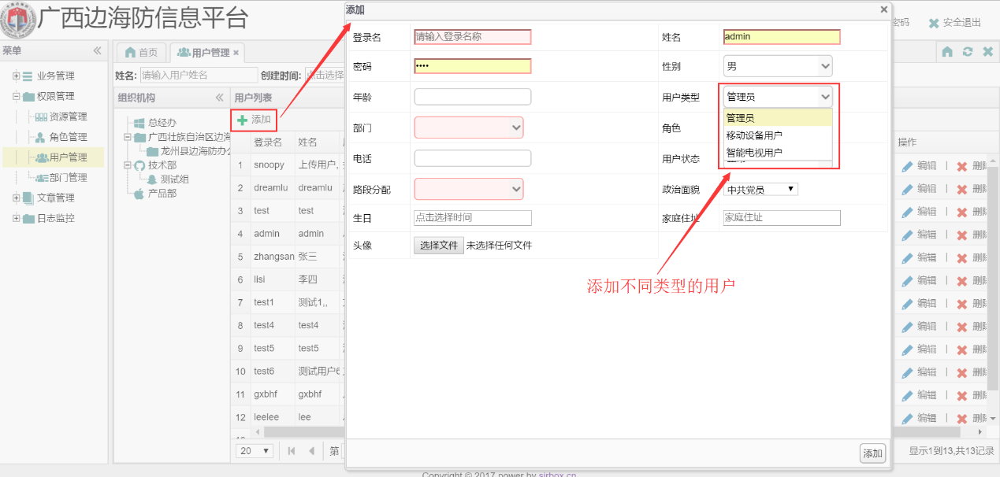 广西边海防信息平台
密码
安全退出
菜单
首页
用户管理
业务管理
权限管理
资源管理
角色管理
用户管理
部门管理
文章管理
日志监控
姓名: 请输入用户姓名 创建时间: 点击选择
组织机构
总经办
广西壮族自治区边海
龙州县边海防办
技术部
测试组
产品部
用户列表
添加
登录名 姓名
操作
1 snoopy 上传用户, 编辑 | 删除
2 dreamlu dreamlu 编辑 | 删除
3 test test 编辑 | 删除
4 admin admin 编辑 | 删除
5 zhangsan 张三 编辑 | 删除
6 lisi 李四 编辑 | 删除
7 test1 测试1,, 编辑 | 删除
8 test4 test4 编辑 | 删除
9 test5 test5 编辑 | 删除
10 test6 测试用户6 编辑 | 删除
11 gxbhf gxbhf 编辑 | 删除
12 leelee lee 编辑 | 删除
20
第
显示1到13,共13记录
添加
登录名 请输入登录名称 姓名 admin
密码 •••• 性别 男
年龄 用户类型 管理员
管理员
移动设备用户
智能电视用户
部门 角色
电话 用户状态
路段分配 政治面貌 中共党员
生日 点击选择时间 家庭住址 家庭住址
头像 选择文件 未选择任何文件
添加不同类型的用户
添加
Copyright © 2017 power by sirbox.cn